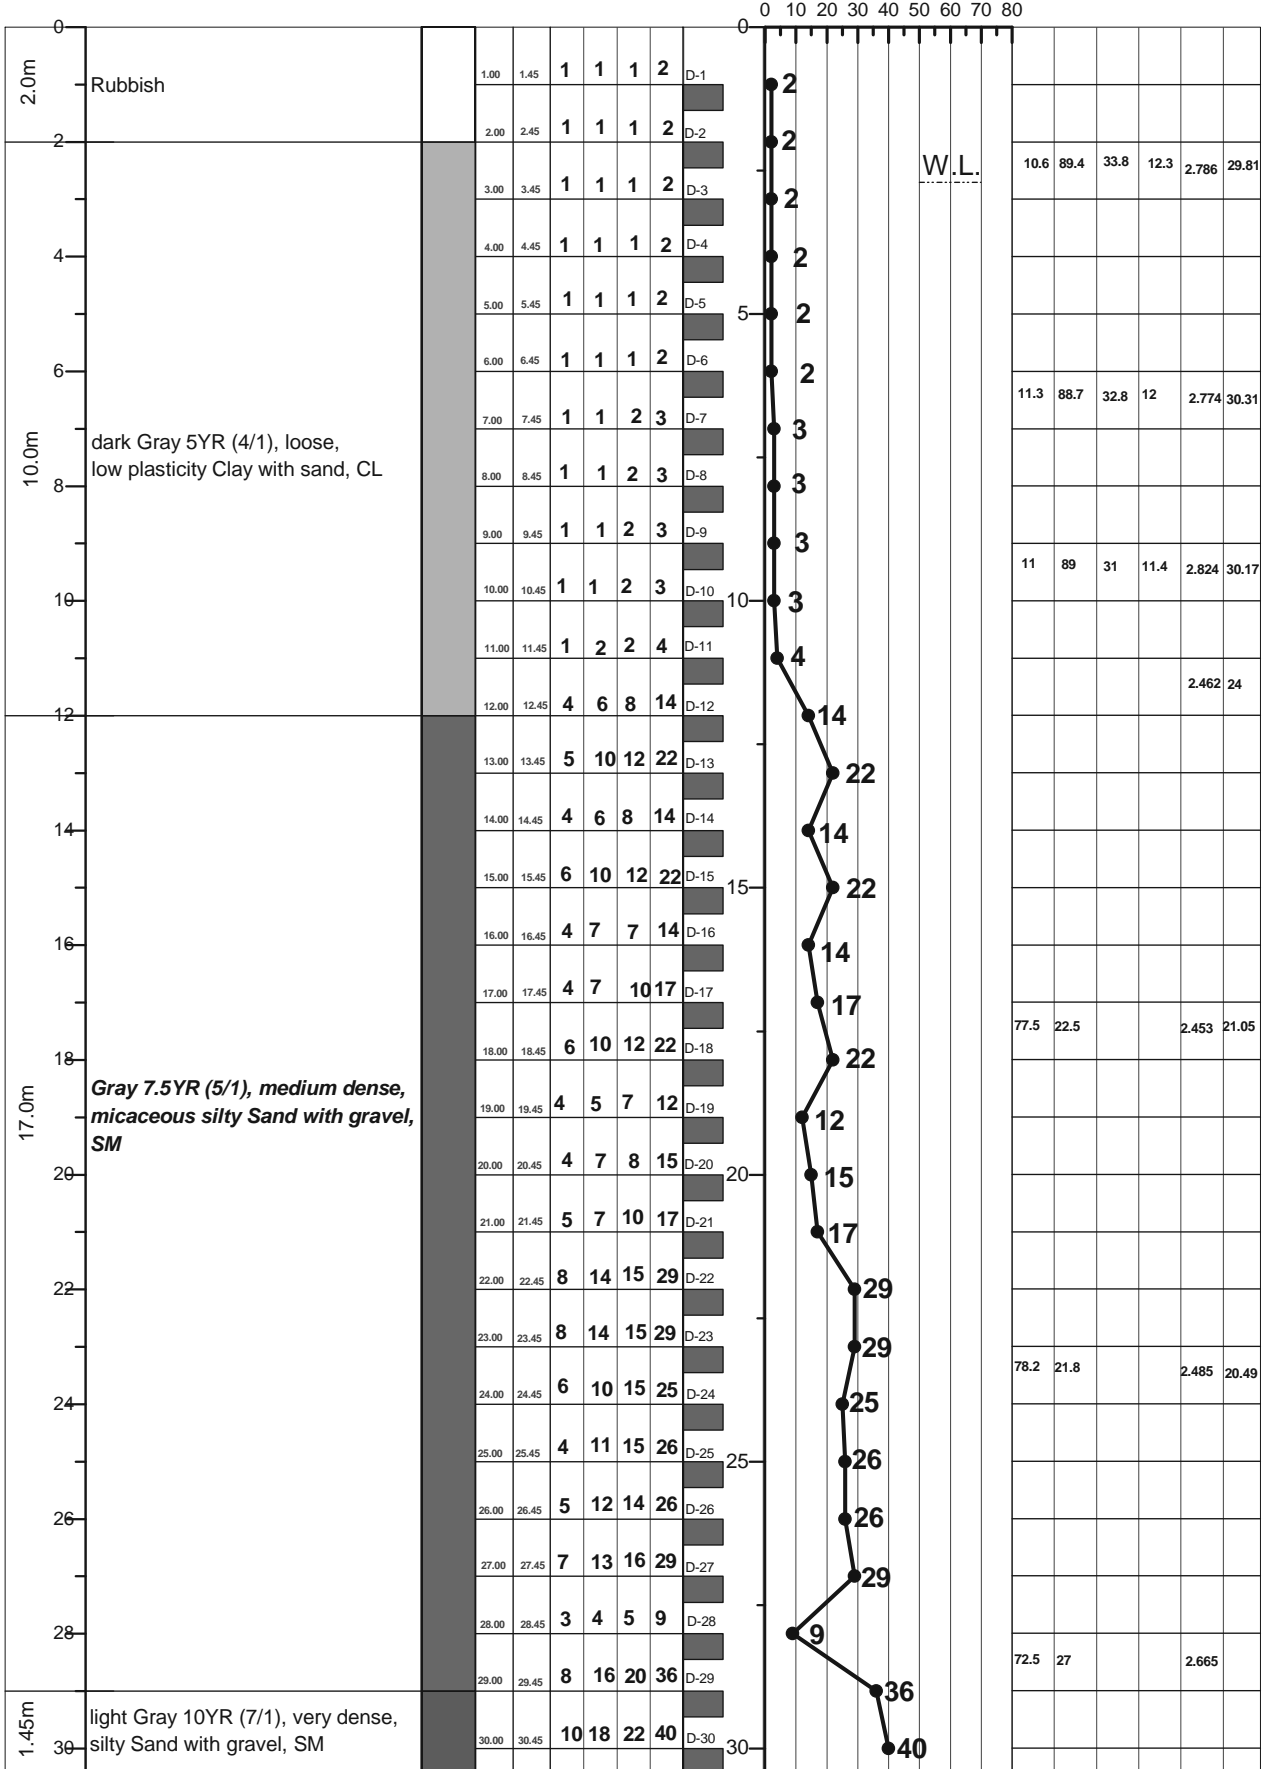 0 10 20 30 40 50 60 70 80
0 0
2.0m Rubbish
1.00 1.45 1 1 1 2 D-1 2
2.00 2.45 1 1 1 2 D-2 2
2
W.L. 10.6 89.4 33.8 12.3 2.786 29.81
3.00 3.45 1 1 1 2 D-3 2
4.00 4.45 1 1 1 2 D-4 2
4
5.00 5.45 1 1 1 2 D-5 5 2
6.00 6.45 1 1 1 2 D-6 2
6
11.3 88.7 32.8 12 2.774 30.31
7.00 7.45 1 1 2 3 D-7 3
10.0m dark Gray 5YR (4/1), loose,
low plasticity Clay with sand, CL
8.00 8.45 1 1 2 3 D-8 3
8
9.00 9.45 1 1 2 3 D-9 3
11 89 31 11.4 2.824 30.17
10.00 10.45 1 1 2 3 D-10 3
10 10
11.00 11.45 1 2 2 4 D-11 4
2.462 24
12.00 12.45 4 6 8 14 D-12 14
12
13.00 13.45 5 10 12 22 D-13 22
14.00 14.45 4 6 8 14 D-14 14
14
15.00 15.45 6 10 12 22 D-15 15 22
16.00 16.45 4 7 7 14 D-16 14
16
17.00 17.45 4 7 10 17 D-17 17
77.5 22.5 2.453 21.05
18.00 18.45 6 10 12 22 D-18 22
18
17.0m Gray 7.5YR (5/1), medium dense,
micaceous silty Sand with gravel,
SM
19.00 19.45 4 5 7 12 D-19 12
20.00 20.45 4 7 8 15 D-20 15
20 20
21.00 21.45 5 7 10 17 D-21 17
22.00 22.45 8 14 15 29 D-22 29
22
23.00 23.45 8 14 15 29 D-23 29
78.2 21.8 2.485 20.49
24.00 24.45 6 10 15 25 D-24 25
24
25.00 25.45 4 11 15 26 D-25 25 26
26.00 26.45 5 12 14 26 D-26 26
26
27.00 27.45 7 13 16 29 D-27 29
28.00 28.45 3 4 5 9 D-28 9
28
72.5 27 2.665
29.00 29.45 8 16 20 36 D-29 36
1.45m light Gray 10YR (7/1), very dense,
silty Sand with gravel, SM
30.00 30.45 10 18 22 40 D-30 40
30 30